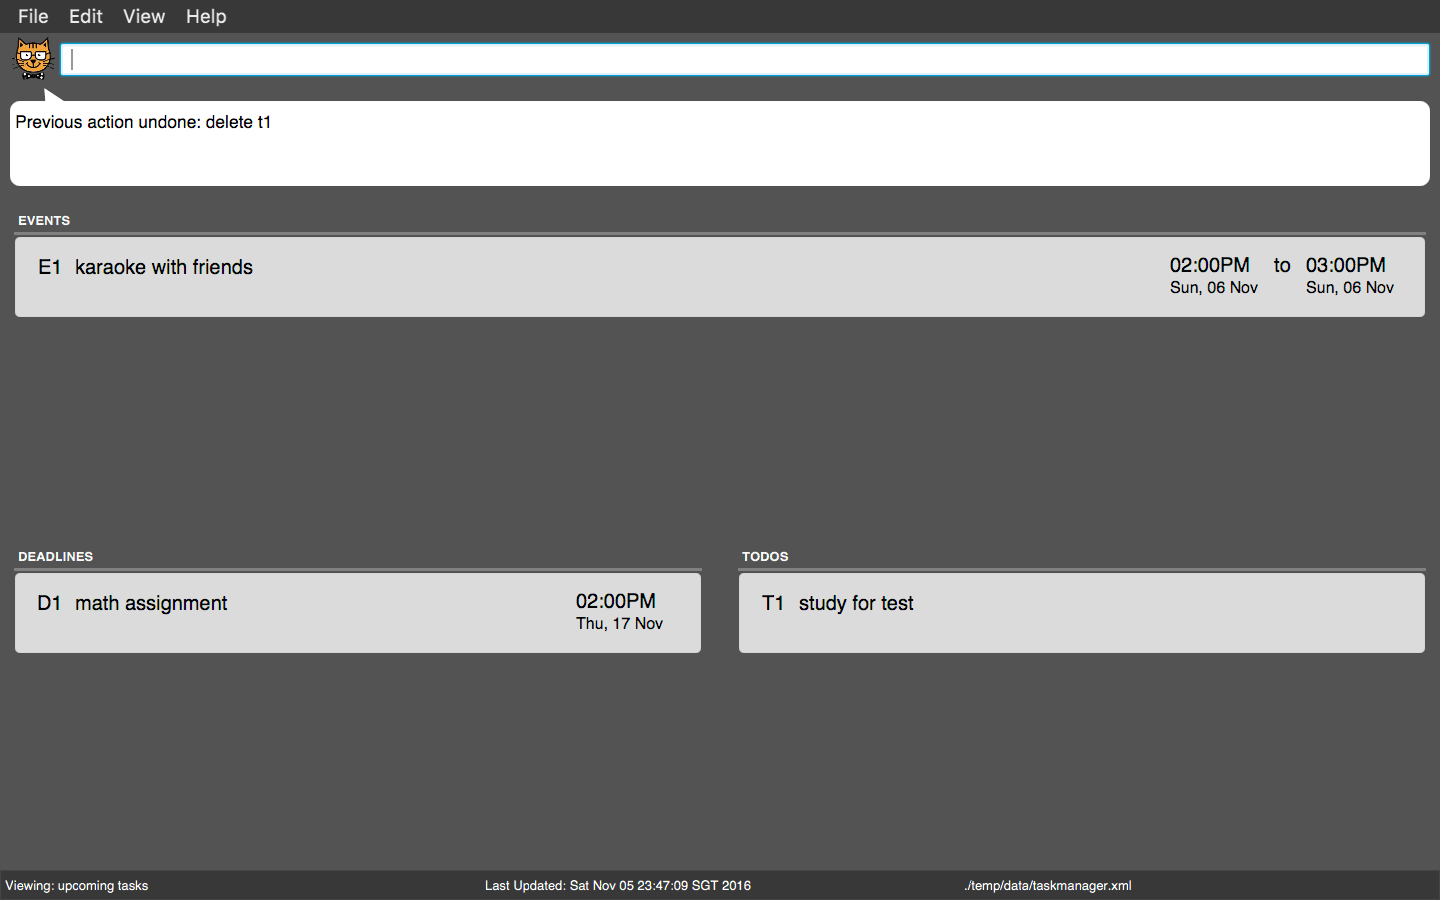 File Edit View Help
Previous action undone: delete t1
EVENTS
E1 karaoke with friends 02:00PM to 03:00PM
Sun, 06 Nov Sun, 06 Nov
DEADLINES
D1 math assignment 02:00PM
Thu, 17 Nov
TODOS
T1 study for test
Viewing: upcoming tasks Last Updated: Sat Nov 05 23:47:09 SGT 2016 ./temp/data/taskmanager.xml